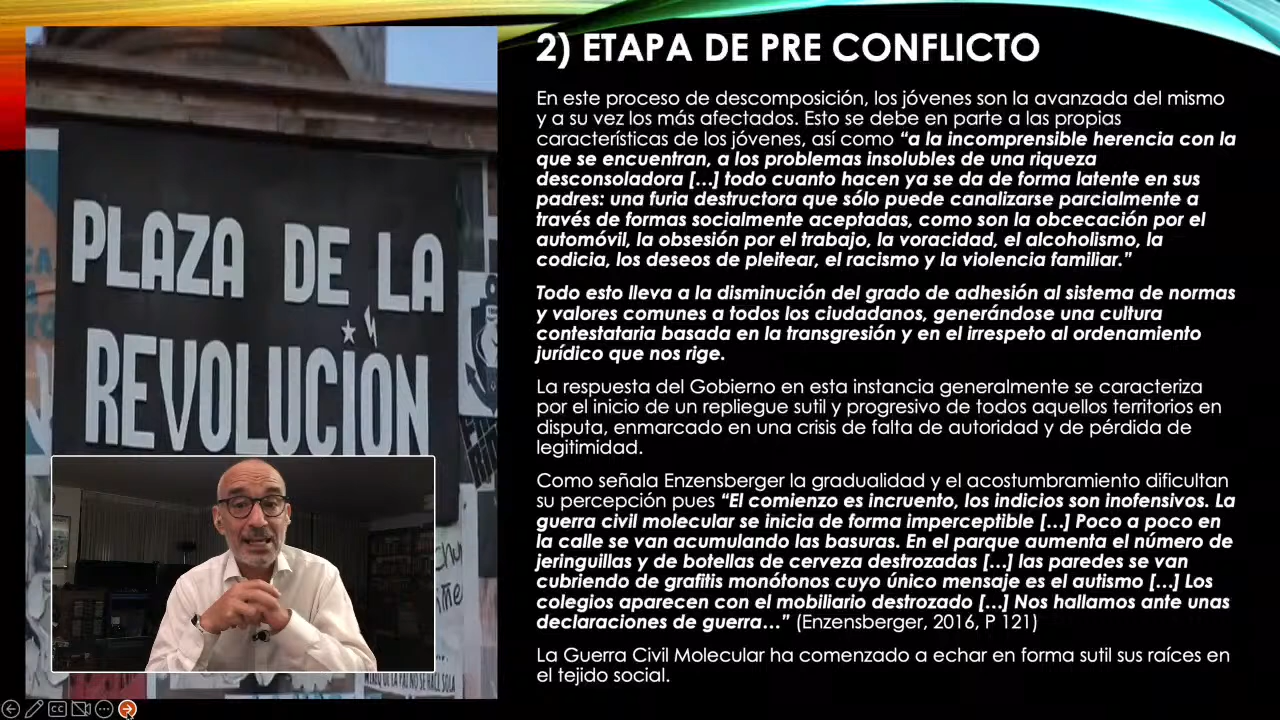 2) ETAPA DE PRE CONFLICTO
En este proceso de descomposición, los jóvenes son la avanzada del mismo
y a su vez los más afectados. Esto se debe en parte a las propias
características de los jóvenes, así como “a la incomprensible herencia con la
que se encuentran, a los problemas insolubles de una riqueza
desconsoladora [...] todo cuanto hacen ya se da de forma latente en sus
padres: una furia destructora que sólo puede canalizarse parcialmente a
través de formas socialmente aceptadas, como son la obcecación por el
automóvil, la obsesión por el trabajo, la voracidad, el alcoholismo, la
codicia, los deseos de pleitear, el racismo y la violencia familiar.”
Todo esto lleva a la disminución del grado de adhesión al sistema de normas
y valores comunes a todos los ciudadanos, generándose una cultura
contestataria basada en la transgresión y en el irrespeto al ordenamiento
jurídico que nos rige.
La respuesta del Gobierno en esta instancia generalmente se caracteriza
por el inicio de un repliegue sutil y progresivo de todos aquellos territorios en
disputa, enmarcado en una crisis de falta de autoridad y de pérdida de
legitimidad.
Como señala Enzensberger la gradualidad y el acostumbramiento dificultan
su percepción pues “El comienzo es incruento, los indicios son inofensivos. La
guerra civil molecular se inicia de forma imperceptible [...] Poco a poco en
la calle se van acumulando las basuras. En el parque aumenta el número de
jeringuillas y de botellas de cerveza destrozadas [...] las paredes se van
cubriendo de grafitis monótonos cuyo único mensaje es el autismo [...] Los
colegios aparecen con el mobiliario destrozado [...] Nos hallamos ante unas
declaraciones de guerra...” (Enzensberger, 2016, P 121)
La Guerra Civil Molecular ha comenzado a echar en forma sutil sus raíces en
el tejido social.
PLAZA DE LA
REVOLUCIÓN
CC